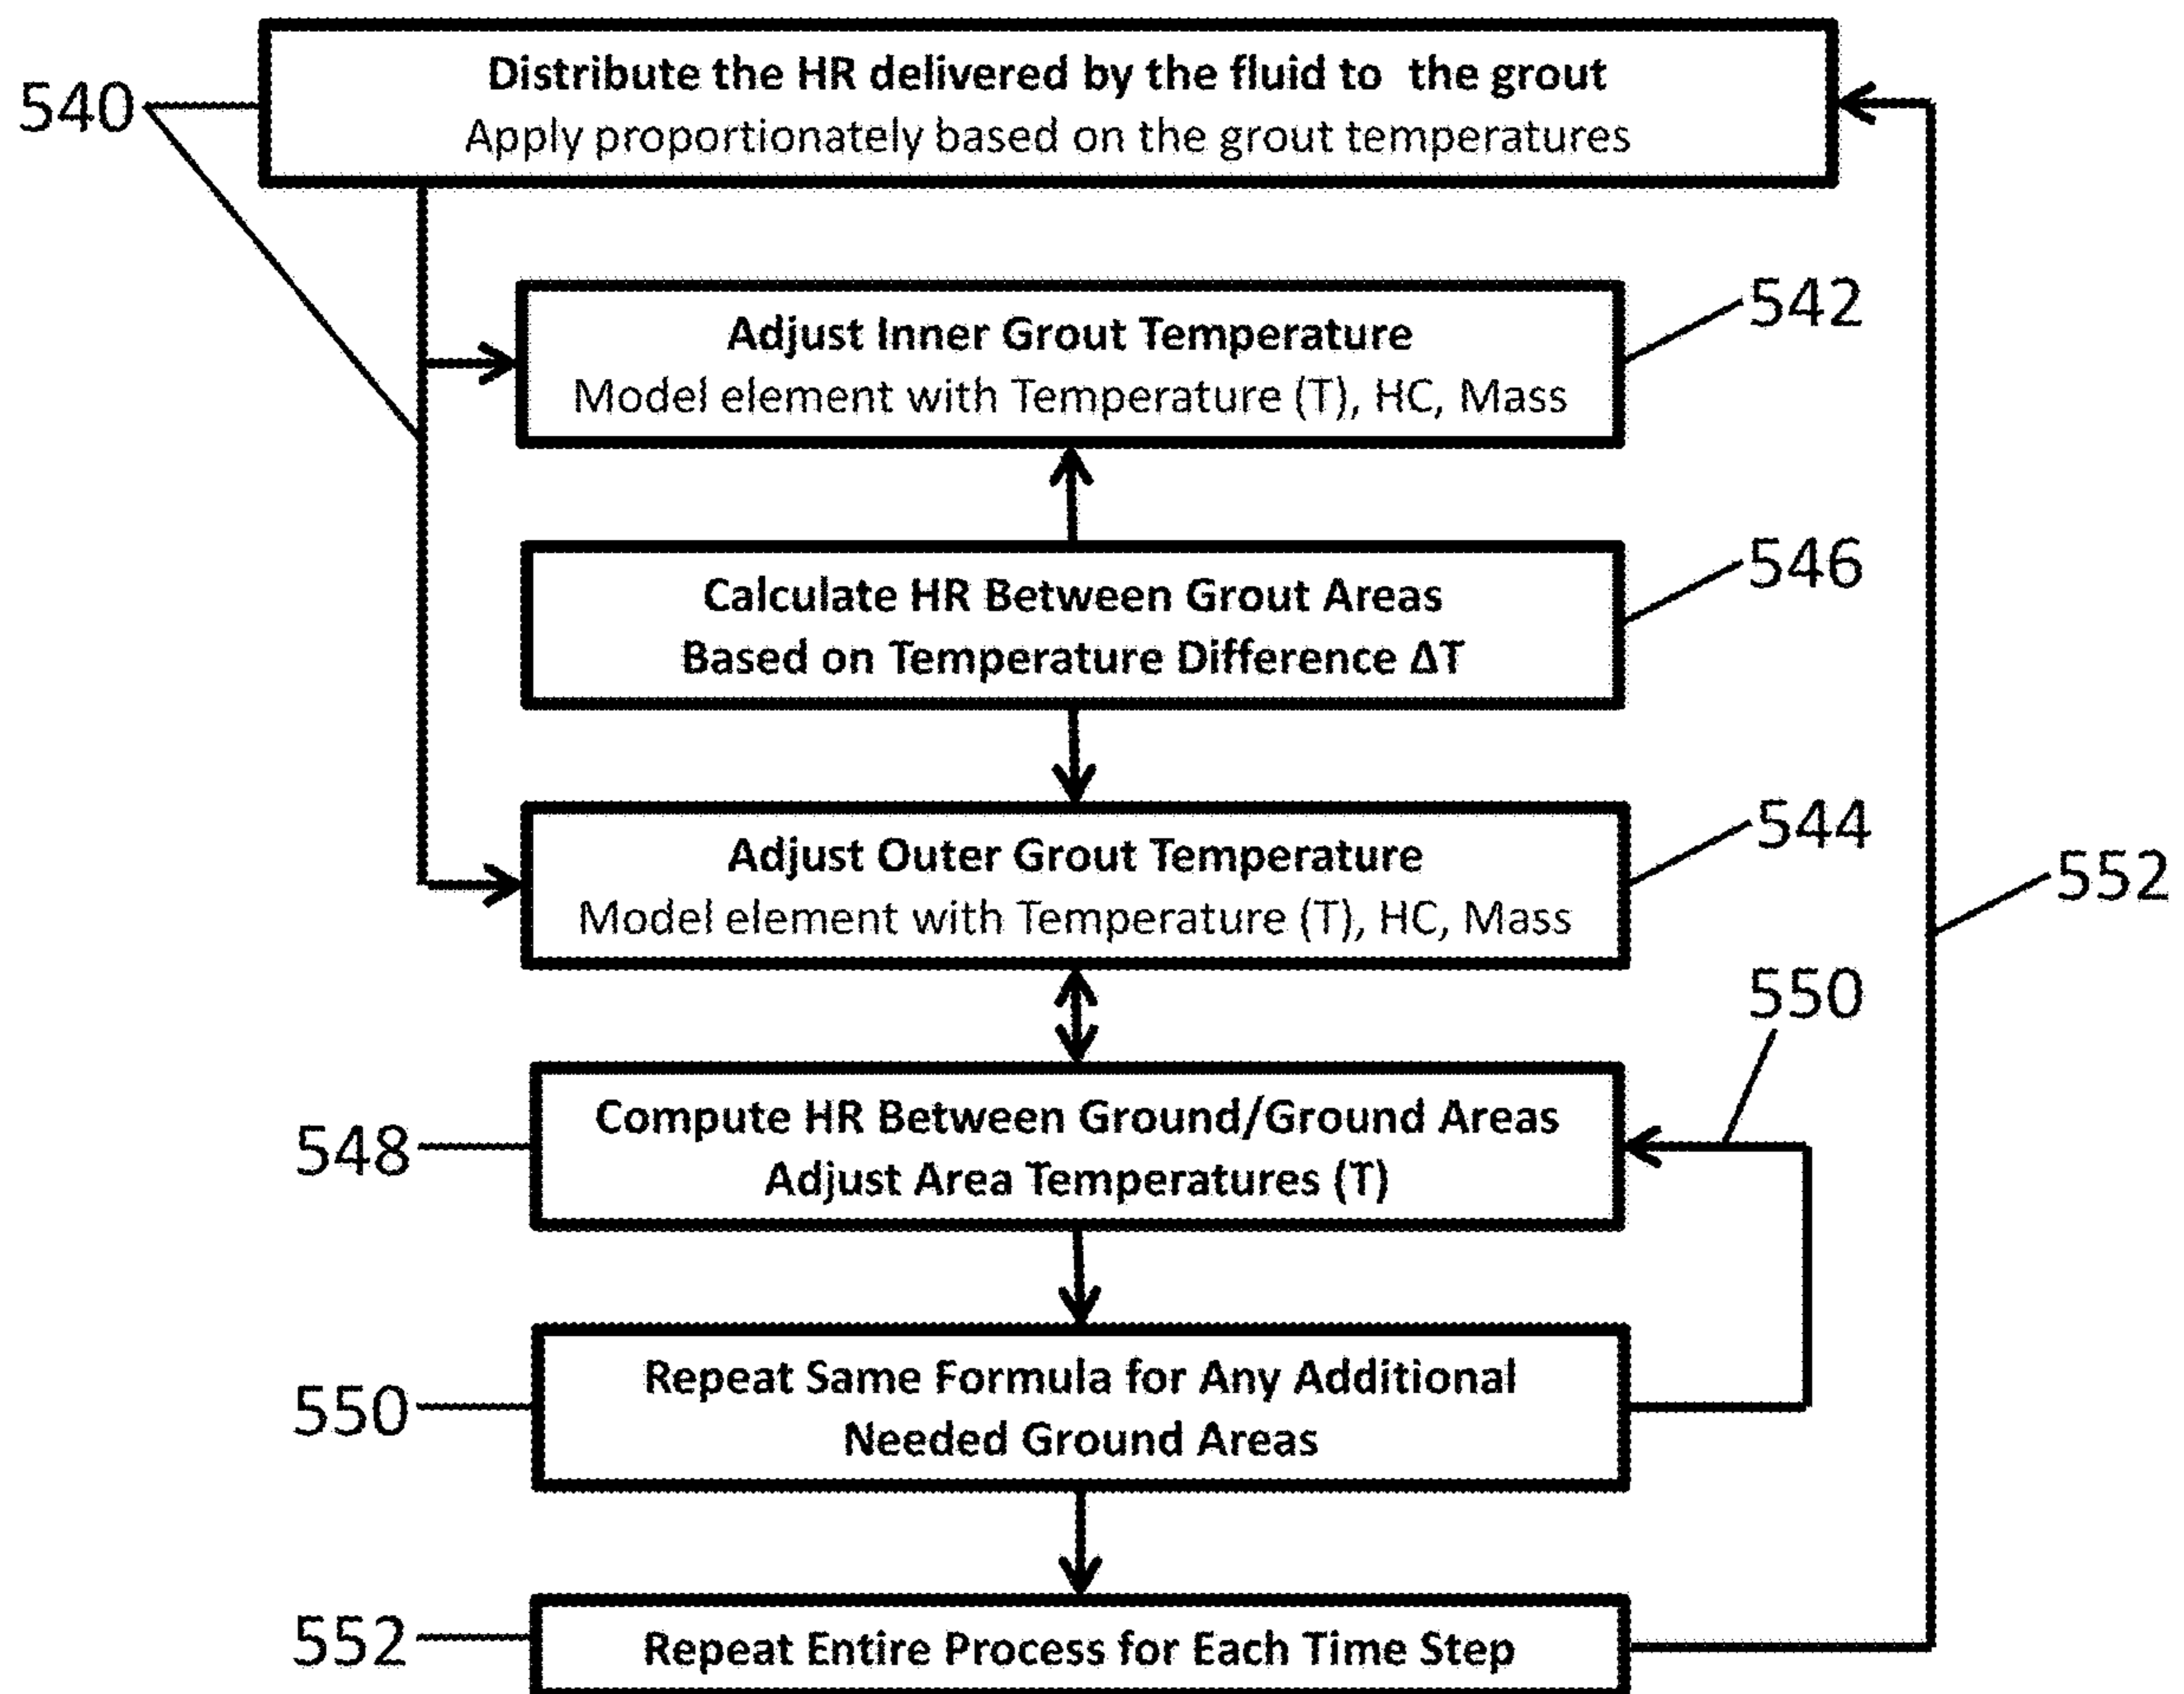 Distribute the HR delivered by the fluid to the grout
540
Apply proportionately based on the grout temperatures
542
Adjust Inner Grout Temperature
Model element with Temperature (T), HC, Mass
546
Calculate HR Between Grout Areas
Based on Temperature Difference ΔT
544
Adjust Outer Grout Temperature
552
Model element with Temperature (T), HC, Mass
550
Compute HR Between Ground/Ground Areas
548
Adjust Area Temperatures (T)
Repeat Same Formula for Any Additional
550
Needed Ground Areas
552
Repeat Entire Process for Each Time Step